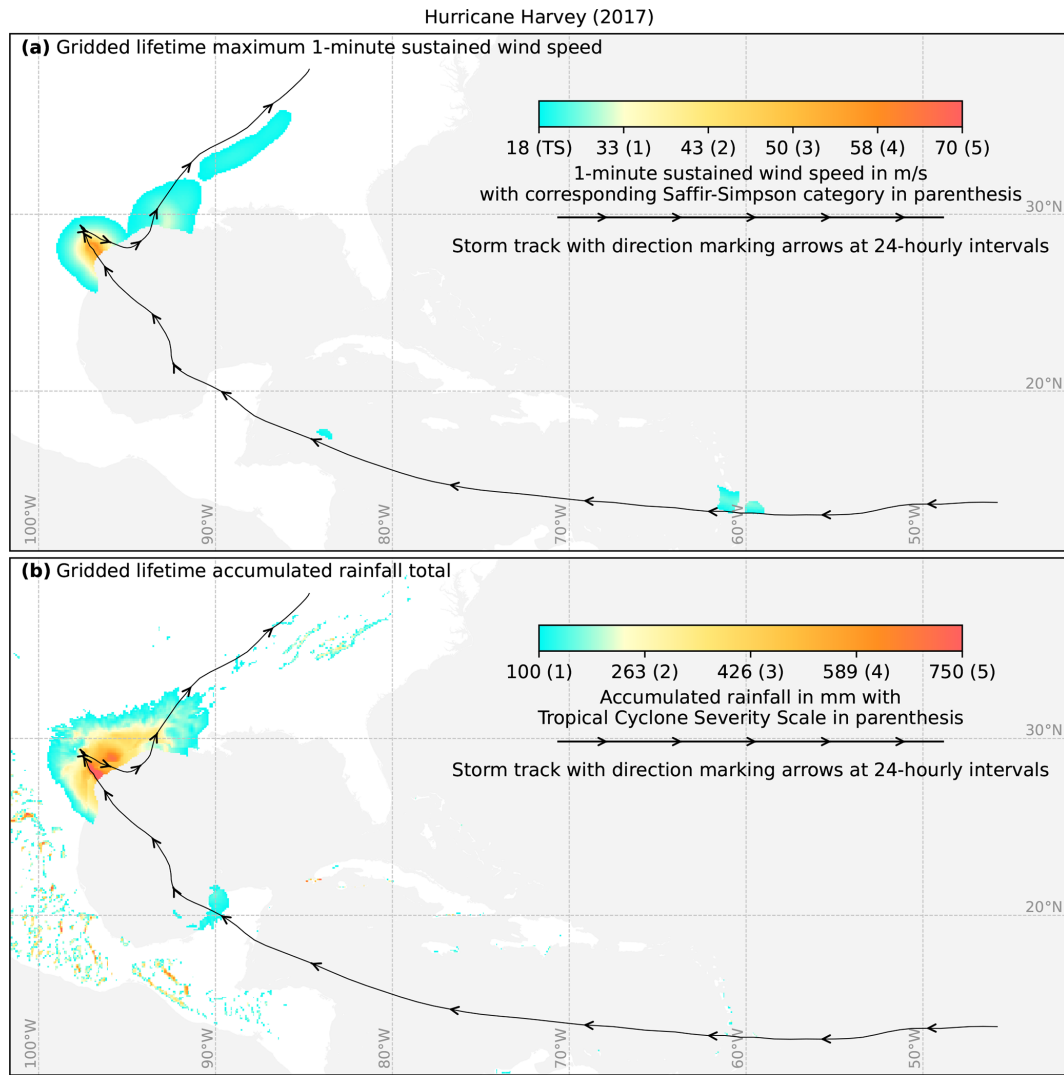 Hurricane Harvey (2017)
(a) Gridded lifetime maximum 1-minute sustained wind speed
18 (TS) 33 (1) 43 (2) 50 (3) 58 (4) 70 (5)
1-minute sustained wind speed in m/s
with corresponding Saffir-Simpson category in parenthesis
30°N
Storm track with direction marking arrows at 24-hourly intervals
20°N
100°W 90°W 80°W 70°W 60°W 50°W
(b) Gridded lifetime accumulated rainfall total
100 (1) 263 (2) 426 (3) 589 (4) 750 (5)
Accumulated rainfall in mm with
Tropical Cyclone Severity Scale in parenthesis
30°N
Storm track with direction marking arrows at 24-hourly intervals
20°N
100°W 90°W 80°W 70°W 60°W 50°W